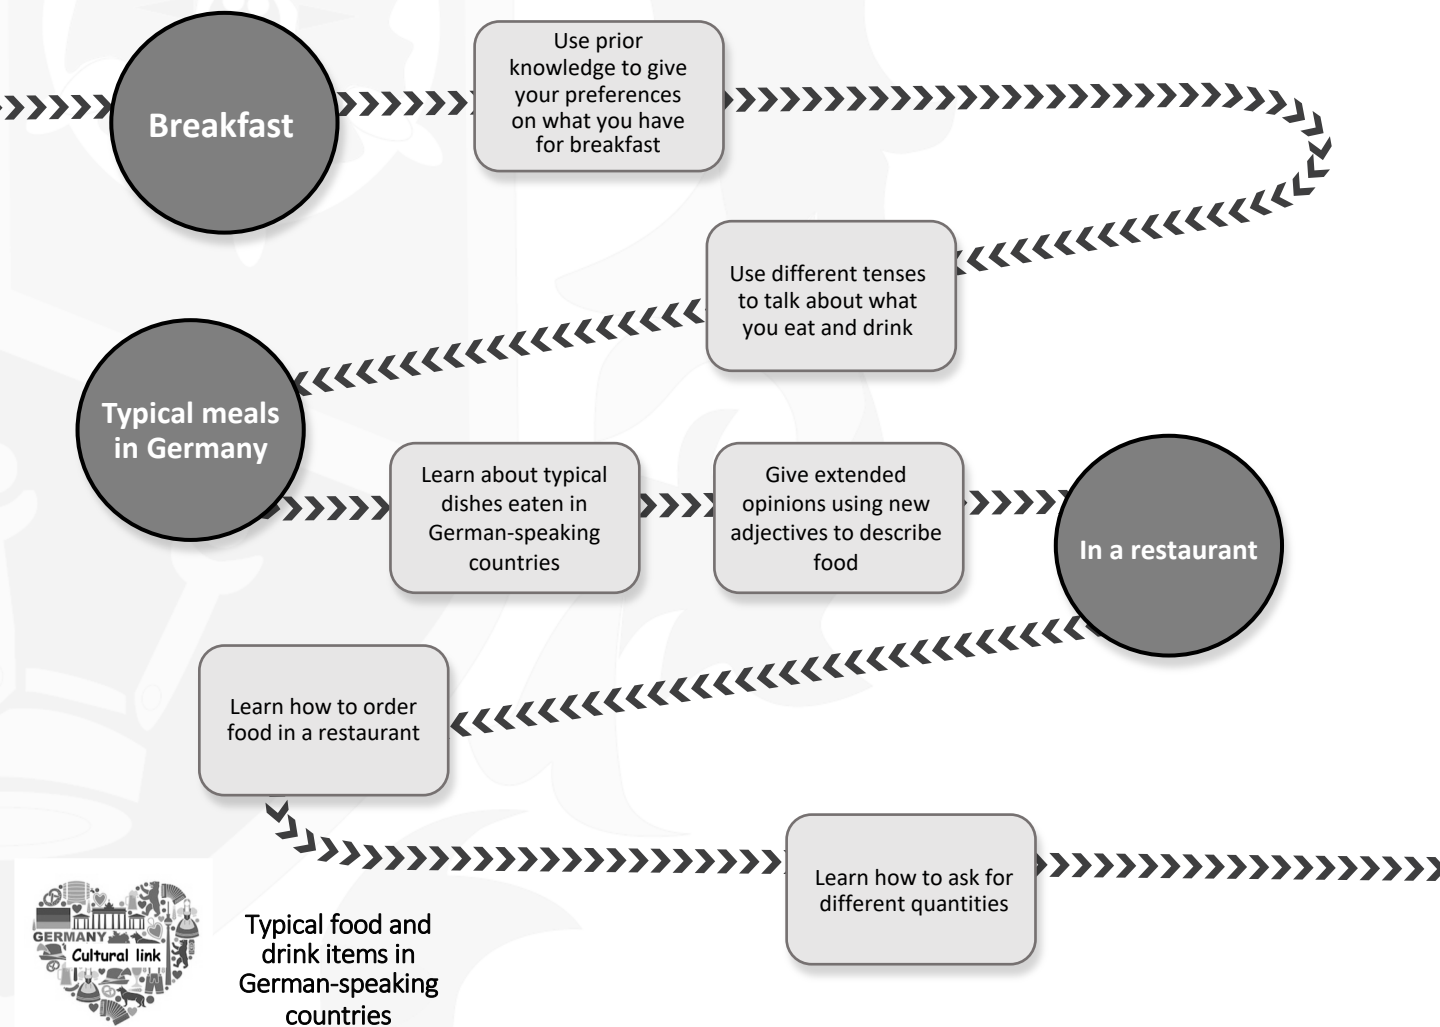 Breakfast
Use prior
knowledge to give
your preferences
on what you have
for breakfast
Use different tenses
to talk about what
you eat and drink
Typical meals
in Germany
Learn about typical
dishes eaten in
German-speaking
countries
Give extended
opinions using new
adjectives to describe
food
In a restaurant
Learn how to order
food in a restaurant
Learn how to ask for
different quantities
GERMANY
Cultural link
Typical food and
drink items in
German-speaking
countries